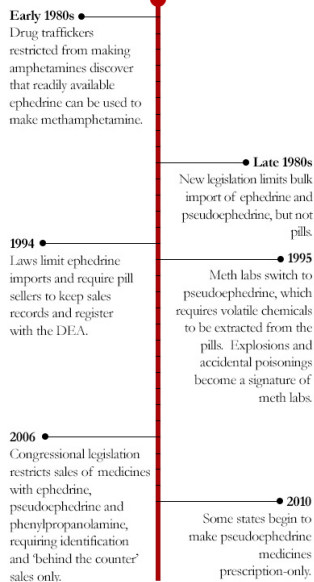 Early 1980s
Drug traffickers
restricted from making
amphetamines discover
that readily available
ephedrine can be used to
make methamphetamine.
Late 1980s
New legislation limits bulk
import of ephedrine and
pseudoephedrine, but not
pills.
1994
Laws limit ephedrine
imports and require pill
sellers to keep sales
records and register
with the DEA.
1995
Meth labs switch to
pseudoephedrine, which
requires volatile chemicals
to be extracted from the
pills. Explosions and
accidental poisonings
become a signature of
meth labs.
2006
Congressional legislation
restricts sales of medicines
with ephedrine,
pseudoephedrine and
phenylpropanolamine,
requiring identification
and ‘behind the counter’
sales only.
2010
Some states begin to
make pseudoephedrine
medicines
prescription-only.